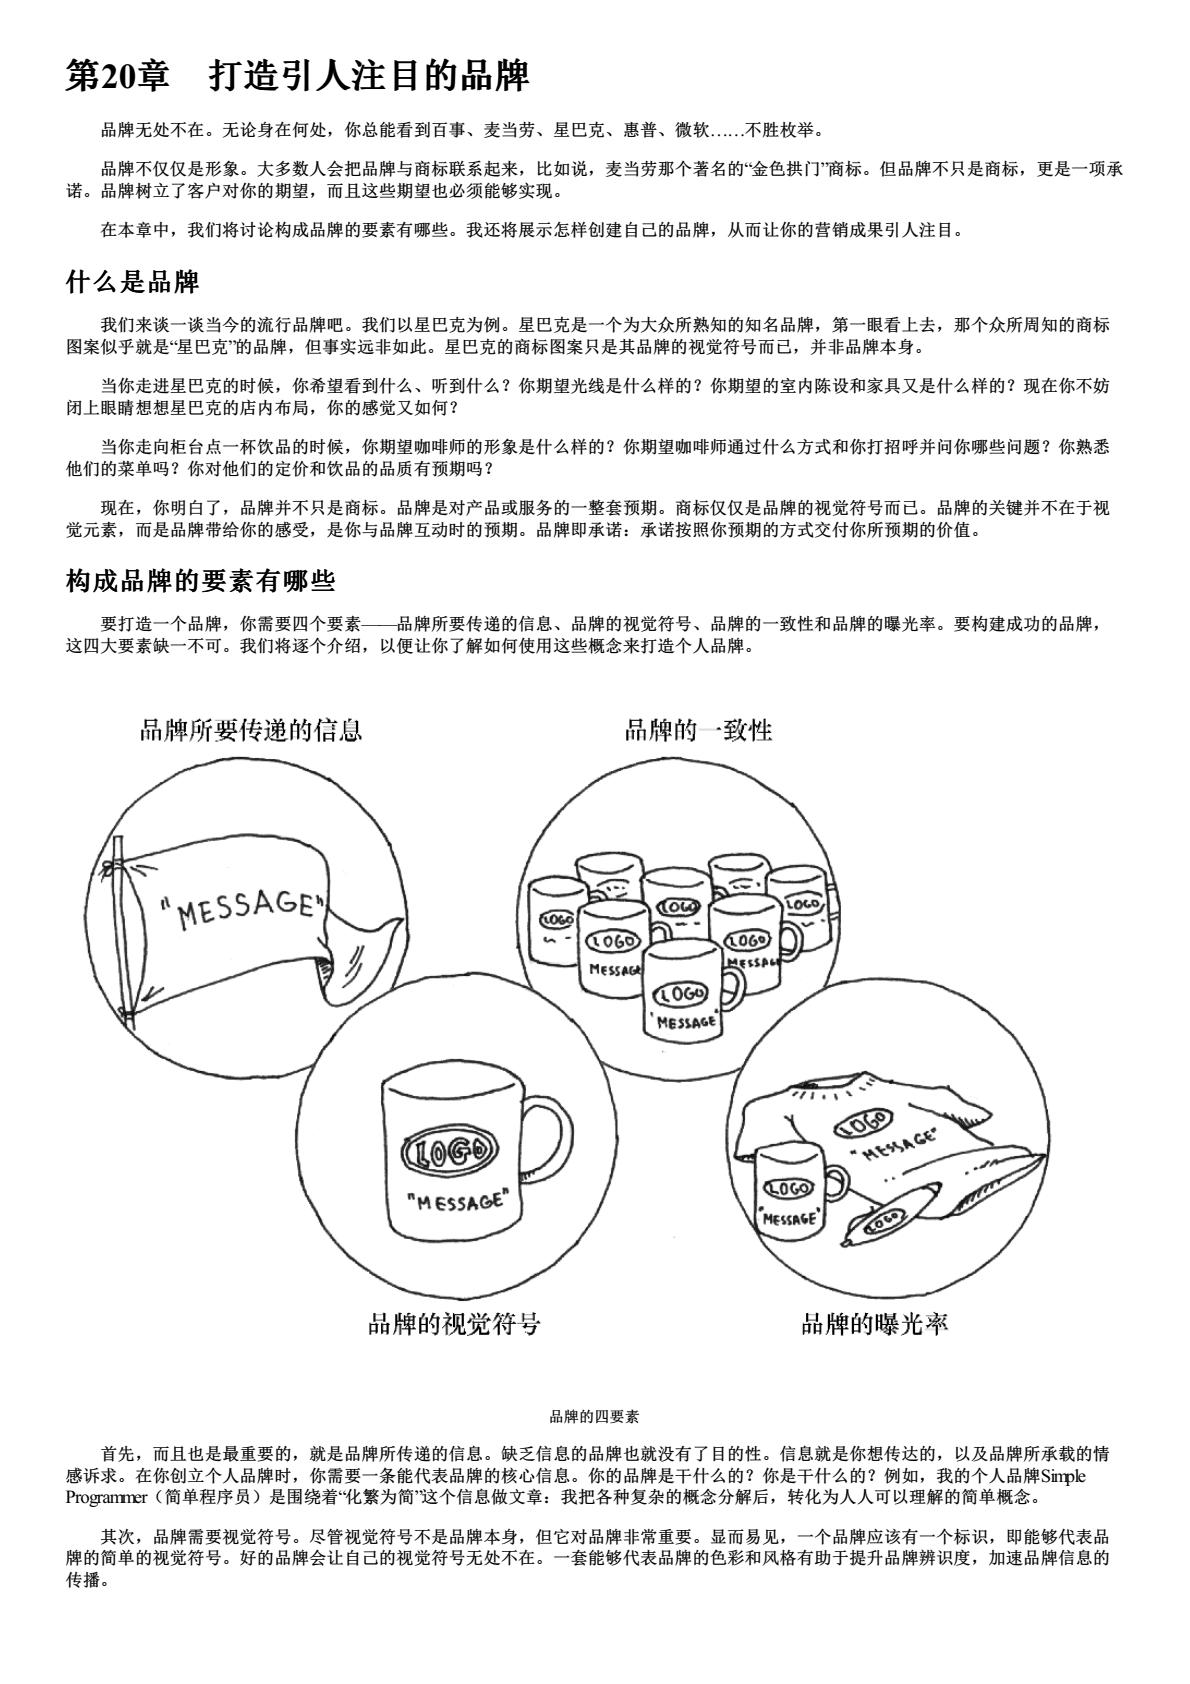 第20章　打造引人注目的品牌
品牌无处不在。无论身在何处，你总能看到百事、麦当劳、星巴克、惠普、微软……不胜枚举。
品牌不仅仅是形象。大多数人会把品牌与商标联系起来，比如说，麦当劳那个著名的“金色拱门”商标。但品牌不只是商标，更是一项承
诺。品牌树立了客户对你的期望，而且这些期望也必须能够实现。
在本章中，我们将讨论构成品牌的要素有哪些。我还将展示怎样创建自己的品牌，从而让你的营销成果引人注目。
什么是品牌
我们来谈一谈当今的流行品牌吧。我们以星巴克为例。星巴克是一个为大众所熟知的知名品牌，第一眼看上去，那个众所周知的商标
图案似乎就是“星巴克”的品牌，但事实远非如此。星巴克的商标图案只是其品牌的视觉符号而已，并非品牌本身。
当你走进星巴克的时候，你希望看到什么、听到什么？你期望光线是什么样的？你期望的室内陈设和家具又是什么样的？现在你不妨
闭上眼睛想想星巴克的店内布局，你的感觉又如何？
当你走向柜台点一杯饮品的时候，你期望咖啡师的形象是什么样的？你期望咖啡师通过什么方式和你打招呼并问你哪些问题？你熟悉
他们的菜单吗？你对他们的定价和饮品的品质有预期吗？
现在，你明白了，品牌并不只是商标。品牌是对产品或服务的一整套预期。商标仅仅是品牌的视觉符号而已。品牌的关键并不在于视
觉元素，而是品牌带给你的感受，是你与品牌互动时的预期。品牌即承诺：承诺按照你预期的方式交付你所预期的价值。
构成品牌的要素有哪些
要打造一个品牌，你需要四个要素——品牌所要传递的信息、品牌的视觉符号、品牌的一致性和品牌的曝光率。要构建成功的品牌，
这四大要素缺一不可。我们将逐个介绍，以便让你了解如何使用这些概念来打造个人品牌。
品牌所要传递的信息
"MESSAGE"
品牌的一致性
LOGO
LOGO
LOGO
LOGO
MESSAGE
LOGO
MESSAGE
LOGO
'MESSAGE'
LOGO
"MESSAGE"
品牌的视觉符号
LOGO
"MESSAGE"
LOGO
"MESSAGE"
LOGO
品牌的曝光率
品牌的四要素
首先，而且也是最重要的，就是品牌所传递的信息。缺乏信息的品牌也就没有了目的性。信息就是你想传达的，以及品牌所承载的情
感诉求。在你创立个人品牌时，你需要一条能代表品牌的核心信息。你的品牌是干什么的？你是干什么的？例如，我的个人品牌Simple
Programmer（简单程序员）是围绕着“化繁为简”这个信息做文章：我把各种复杂的概念分解后，转化为人人可以理解的简单概念。
其次，品牌需要视觉符号。尽管视觉符号不是品牌本身，但它对品牌非常重要。显而易见，一个品牌应该有一个标识，即能够代表品
牌的简单的视觉符号。好的品牌会让自己的视觉符号无处不在。一套能够代表品牌的色彩和风格有助于提升品牌辨识度，加速品牌信息的
传播。